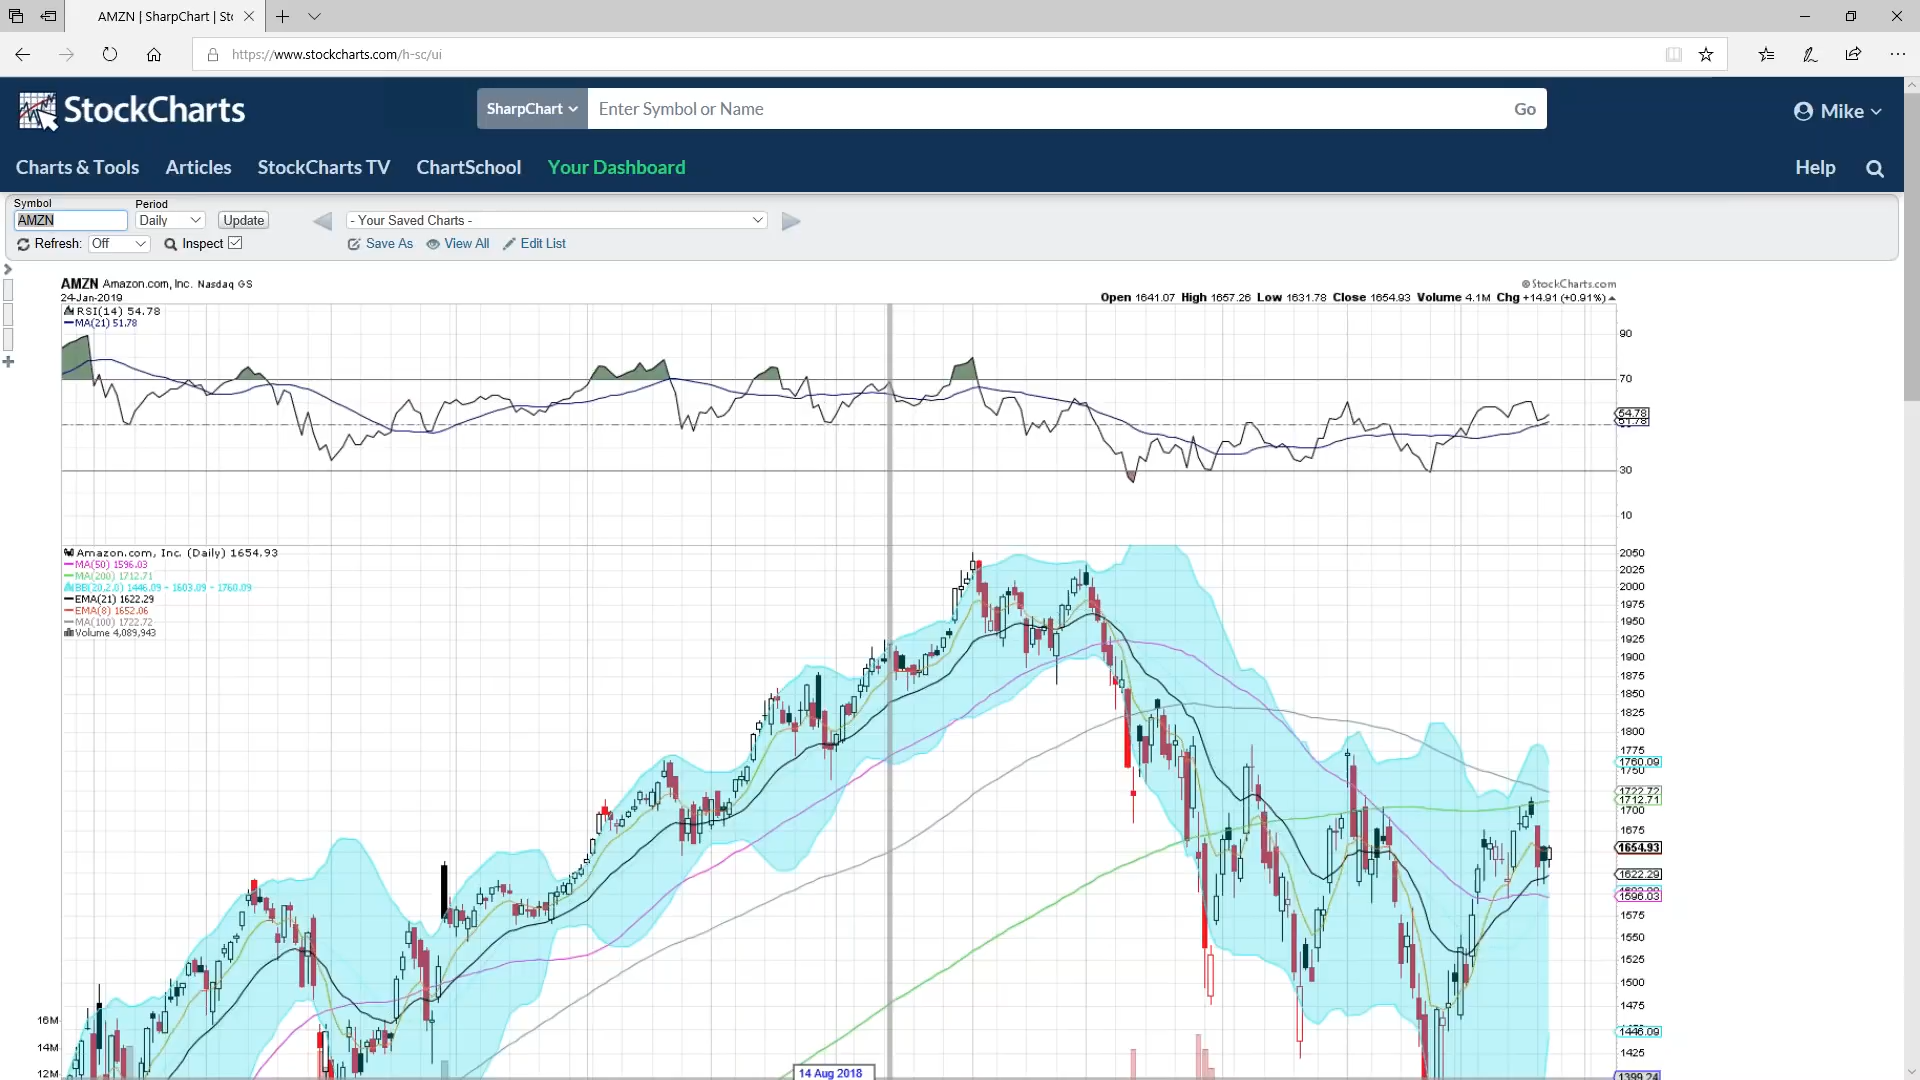 AMZN | SharpChart | Sto
https://www.stockcharts.com/h-sc/ui
StockCharts
SharpChart
Enter Symbol or Name
Go
Mike
Charts & Tools
Articles
StockCharts TV
ChartSchool
Your Dashboard
Help
Symbol
Period
AMZN
Daily
Update
- Your Saved Charts -
Refresh:
Off
Inspect
Save As
View All
Edit List
AMZN Amazon.com, Inc. Nasdaq GS
© StockCharts.com
24-Jan-2019
Open 1641.07 High 1657.26 Low 1631.78 Close 1654.93 Volume 4.1M Chg +14.91 (+0.91%)
RSI(14) 54.78
MA(21) 51.78
90
70
54.78
51.78
30
10
Amazon.com, Inc. (Daily) 1654.93
MA(50) 1596.03
MA(200) 1712.71
BB(20,2.0) 1446.09 - 1603.09 - 1760.09
EMA(21) 1622.29
EMA(8) 1652.06
MA(100) 1722.72
Volume 4,089,943
2050
2025
2000
1975
1950
1925
1900
1875
1850
1825
1800
1775
1760.09
1750
1722.72
1712.71
1700
1675
1654.93
1622.29
1596.03
1575
1550
1525
1500
1475
1446.09
1425
1399.24
16M
14M
12M
14 Aug 2018